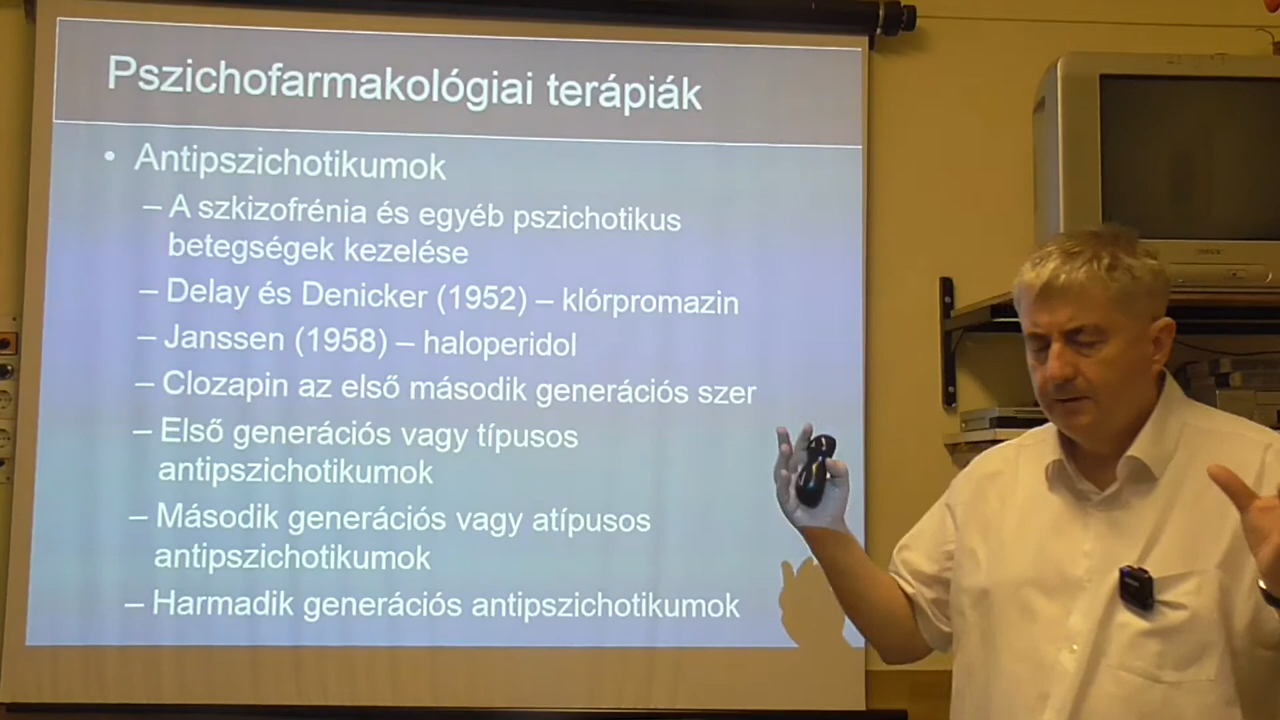 Pszichofarmakológiai terápiák
• Antipszichotikumok
– A szkizofrénia és egyéb pszichotikus
betegségek kezelése
– Delay és Denicker (1952) – klórpromazin
– Janssen (1958) – haloperidol
– Clozapin az első második generációs szer
– Első generációs vagy típusos
antipszichotikumok
– Második generációs vagy atípusos
antipszichotikumok
– Harmadik generációs antipszichotikumok